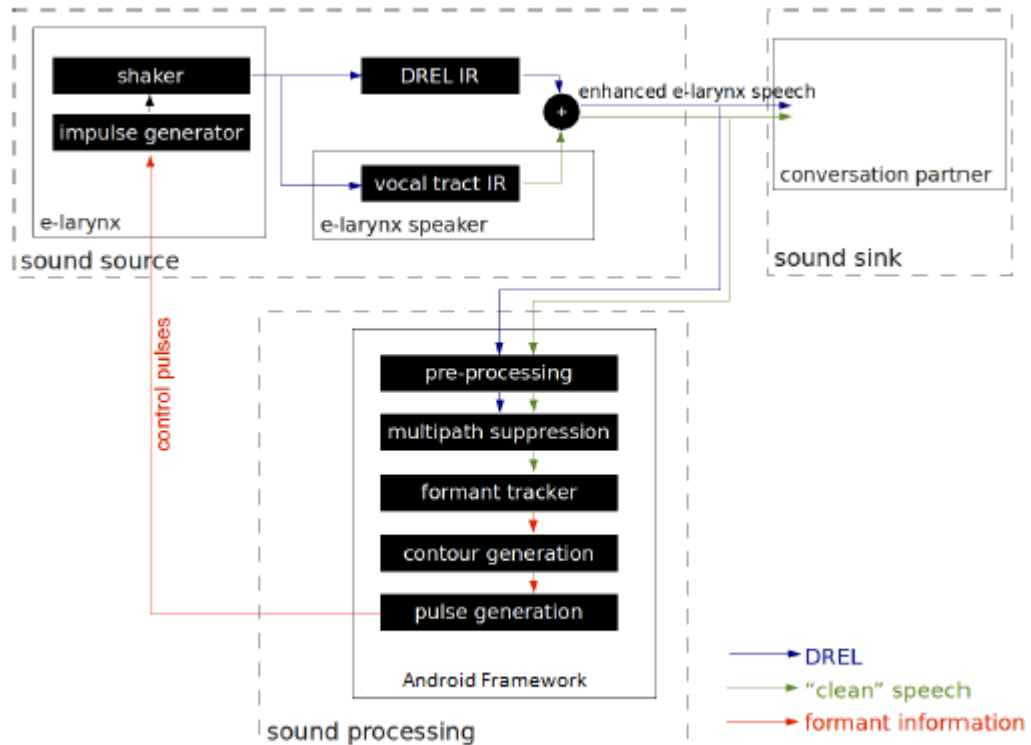 shaker
impulse generator
e-larynx
DREL IR
+
vocal tract IR
e-larynx speaker
sound source
enhanced e-larynx speech
conversation partner
sound sink
control pulses
pre-processing
multipath suppression
formant tracker
contour generation
pulse generation
Android Framework
sound processing
DREL
"clean" speech
formant information